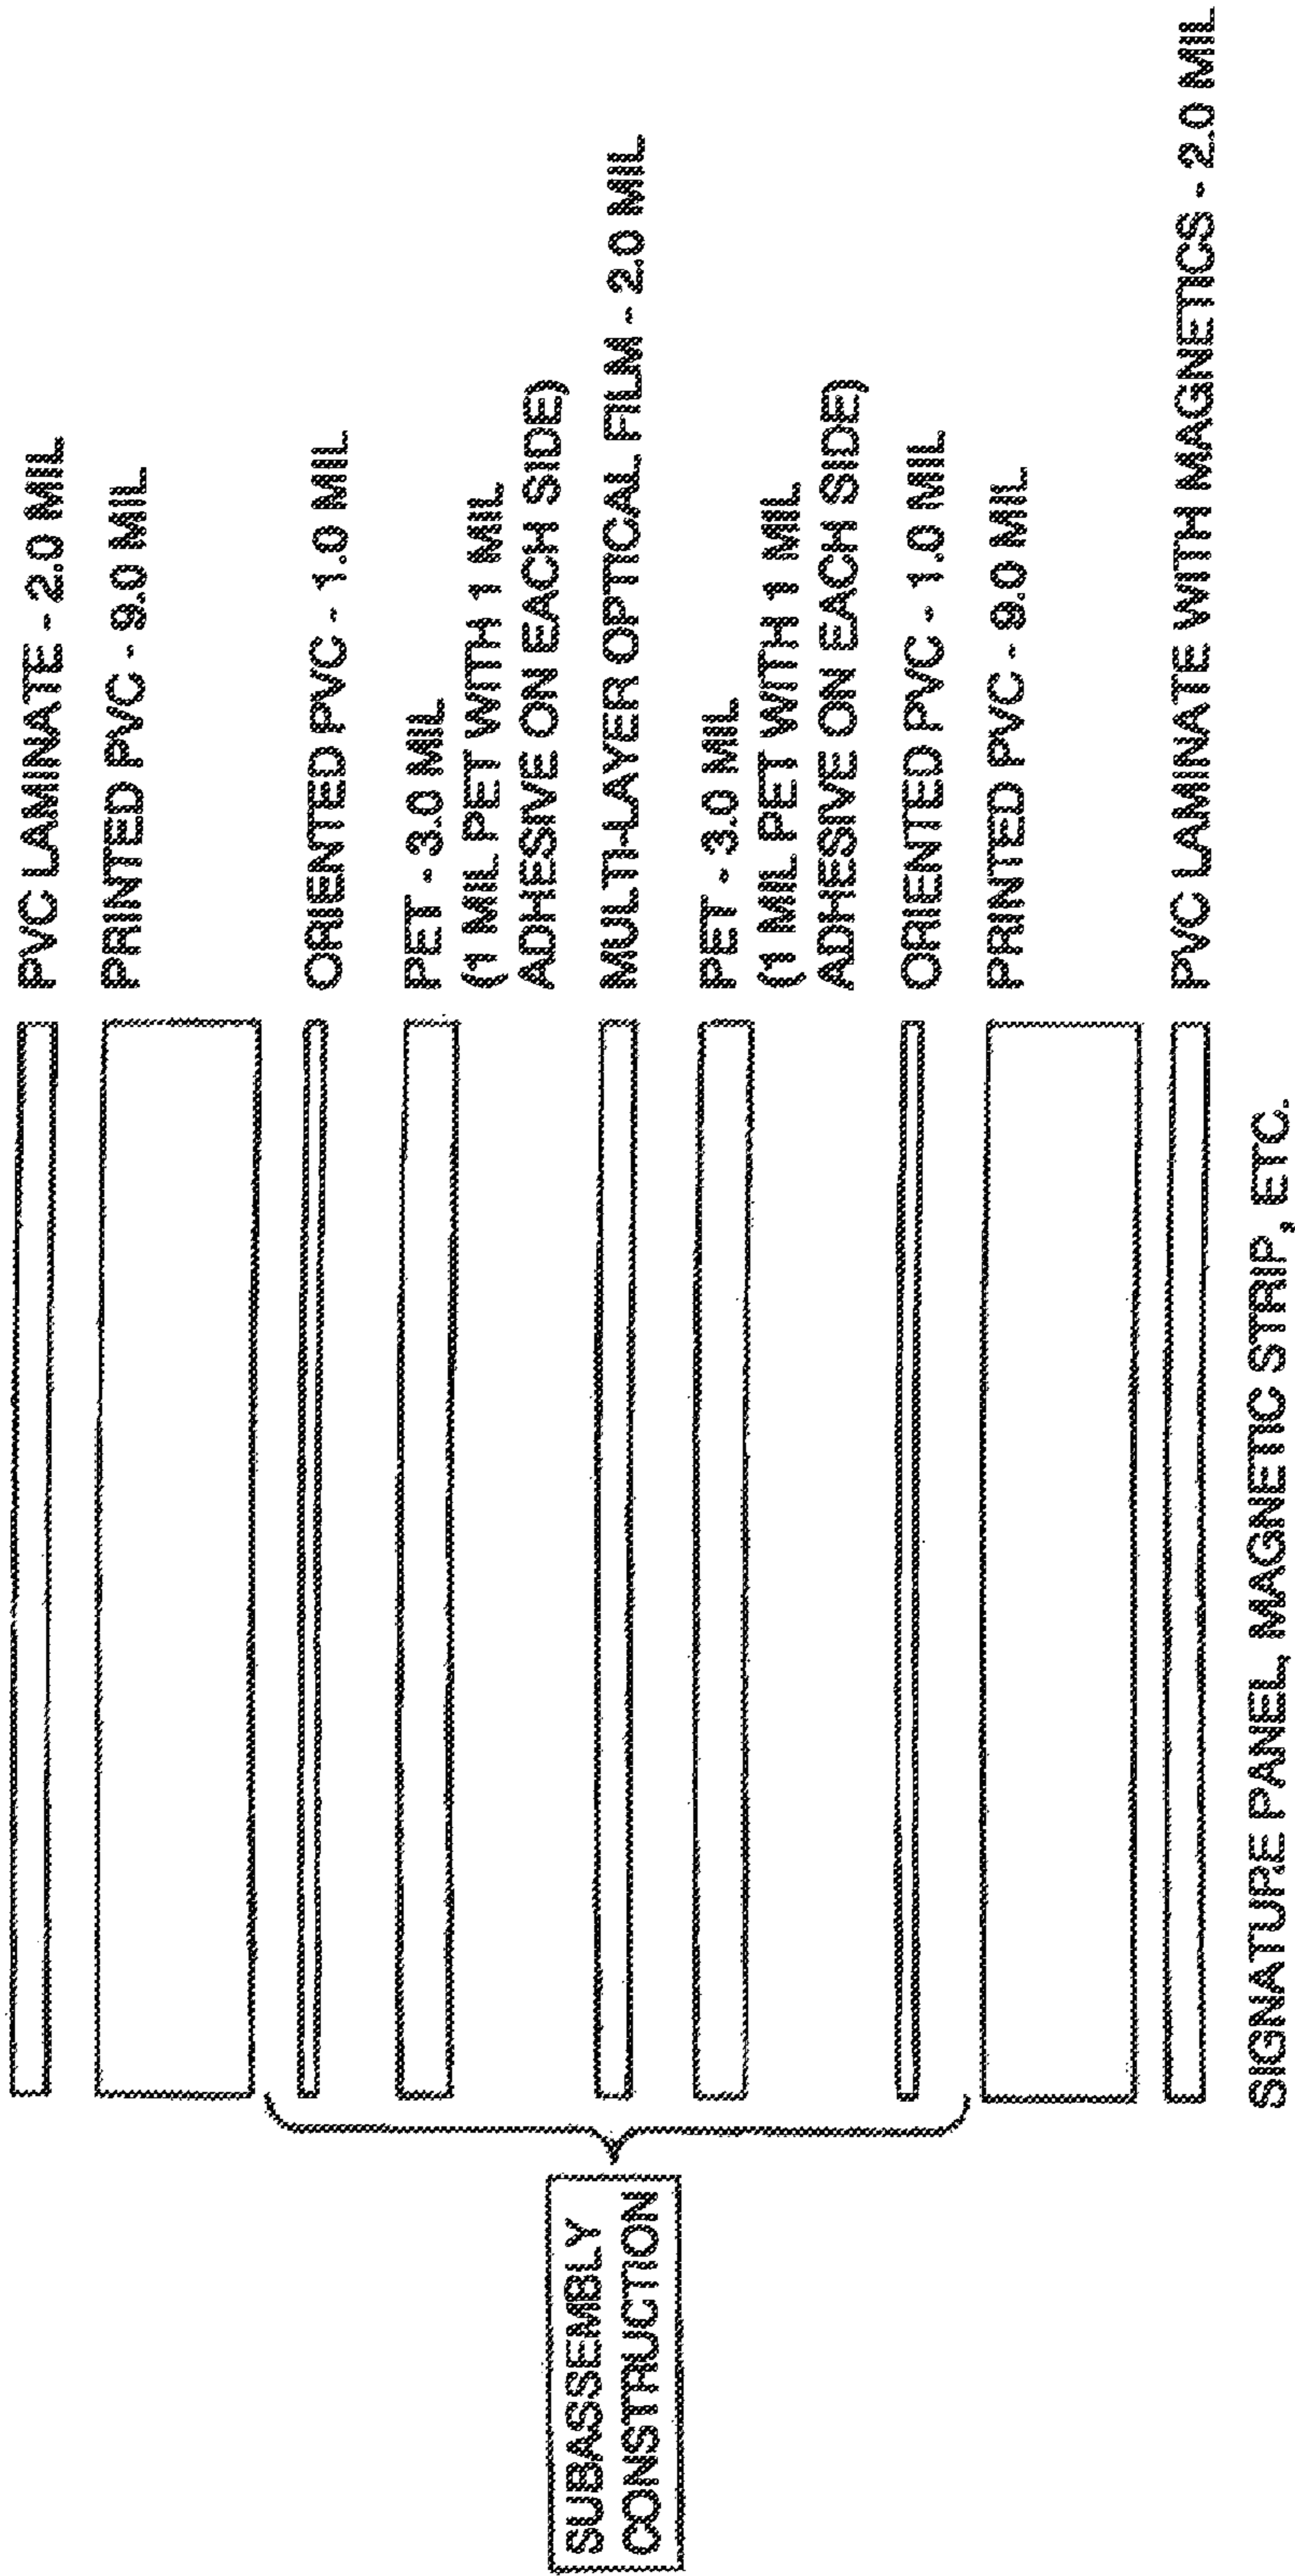 PVC LAMINATE - 2.0 MIL
PRINTED PVC - 9.0 MIL
ORIENTED PVC - 1.0 MIL
PET - 3.0 MIL
(1 MIL PET WITH 1 MIL
ADHESIVE ON EACH SIDE)
MULTI-LAYER OPTICAL FILM - 2.0 MIL
PET - 3.0 MIL
(1 MIL PET WITH 1 MIL
ADHESIVE ON EACH SIDE)
ORIENTED PVC - 1.0 MIL
PRINTED PVC - 9.0 MIL
PVC LAMINATE WITH MAGNETICS - 2.0 MIL
SUBASSEMBLY
CONSTRUCTION
SIGNATURE PANEL, MAGNETIC STRIP, ETC.